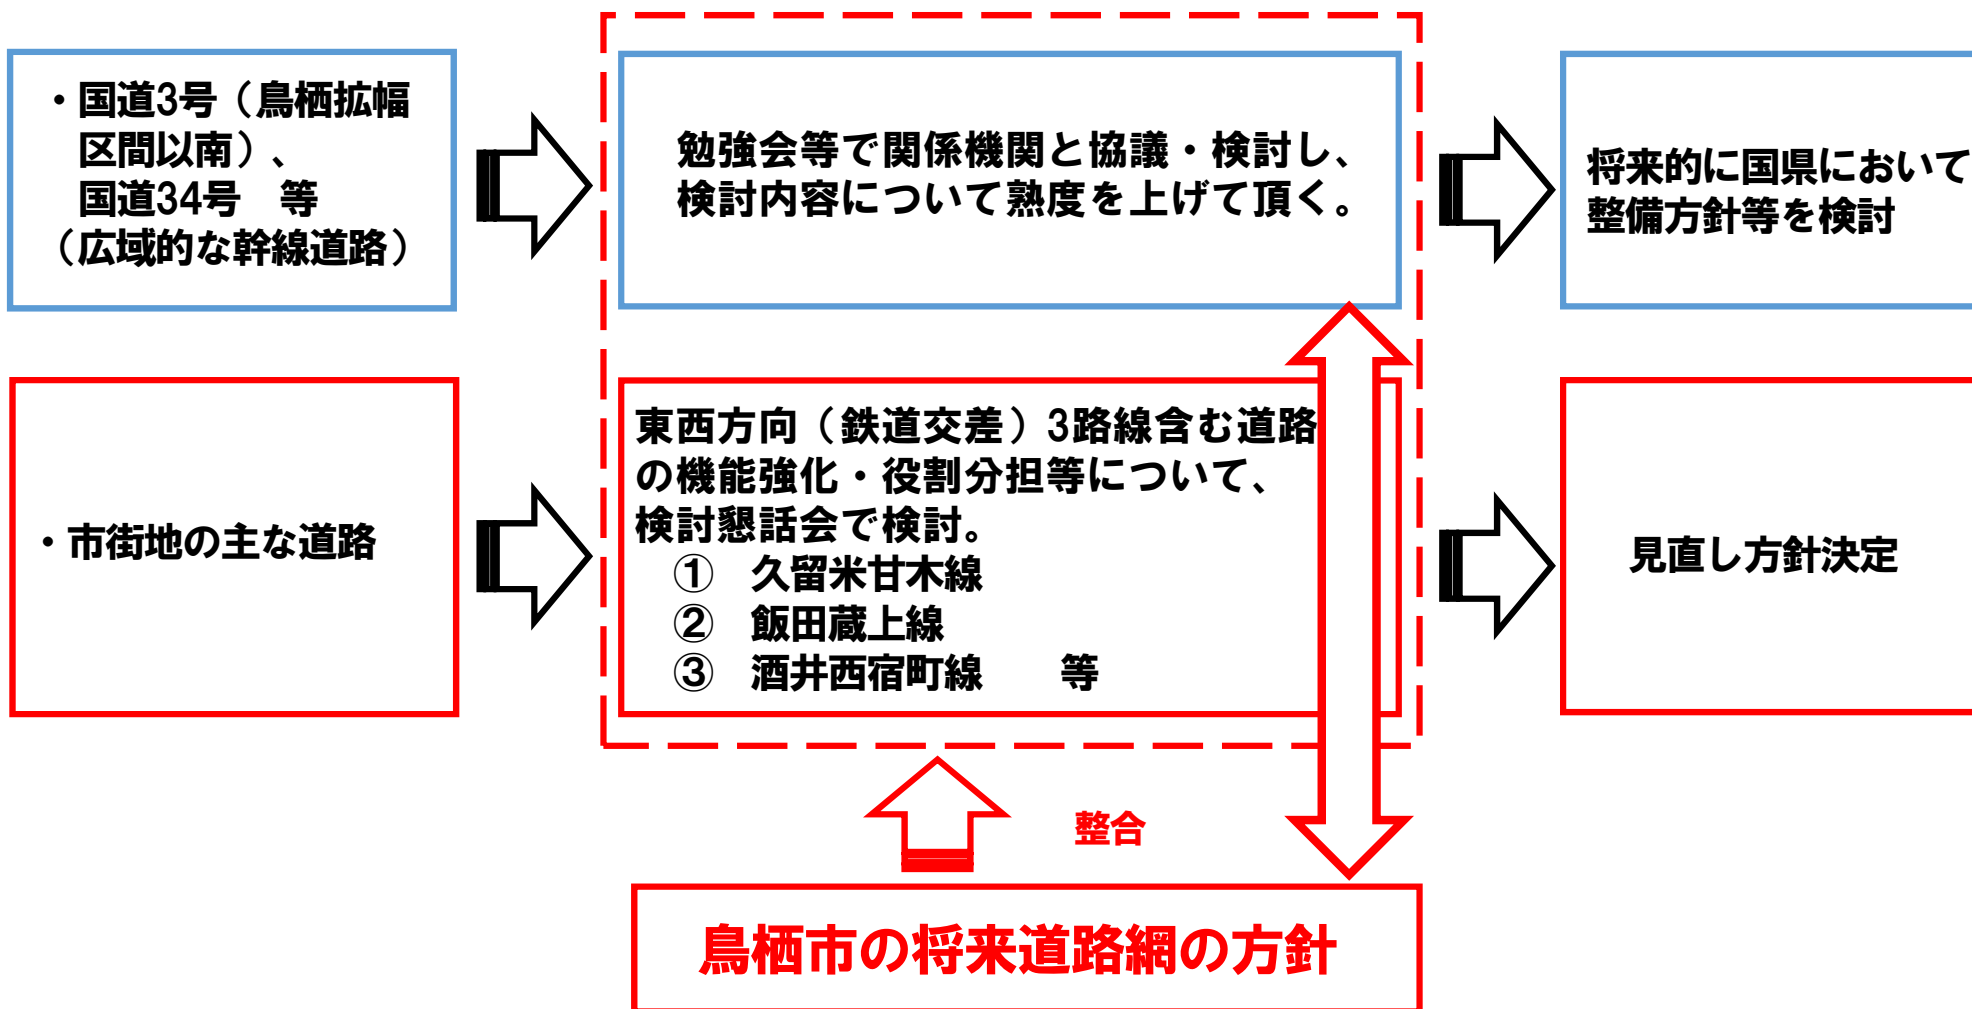 ・国道3号（鳥栖拡幅
区間以南）、
国道34号　等
（広域的な幹線道路）
勉強会等で関係機関と協議・検討し、
検討内容について熟度を上げて頂く。
将来的に国県において
整備方針等を検討
・市街地の主な道路
東西方向（鉄道交差）3路線含む道路
の機能強化・役割分担等について、
検討懇話会で検討。
①　久留米甘木線
②　飯田蔵上線
③　酒井西宿町線　　等
見直し方針決定
整合
鳥栖市の将来道路網の方針